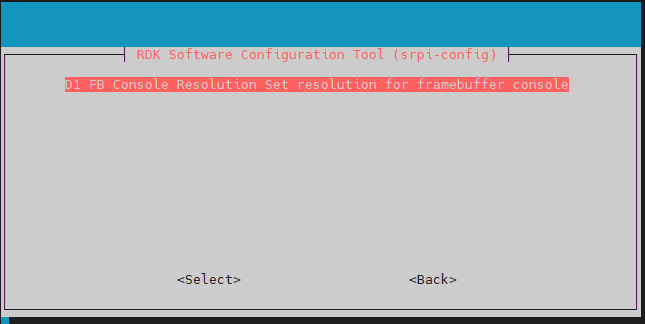 RDK Software Configuration Tool (srpi-config)
D1 FB Console Resolution Set resolution for framebuffer console
<Select> <Back>